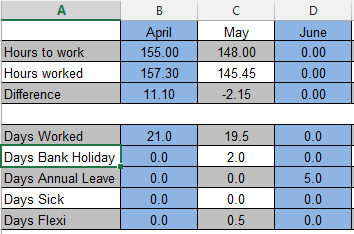 A B C D
April May June
Hours to work 155.00 148.00 0.00
Hours worked 157.30 145.45 0.00
Difference 11.10 -2.15 0.00
Days Worked 21.0 19.5 0.0
Days Bank Holiday 0.0 2.0 0.0
Days Annual Leave 0.0 0.0 5.0
Days Sick 0.0 0.0 0.0
Days Flexi 0.0 0.5 0.0